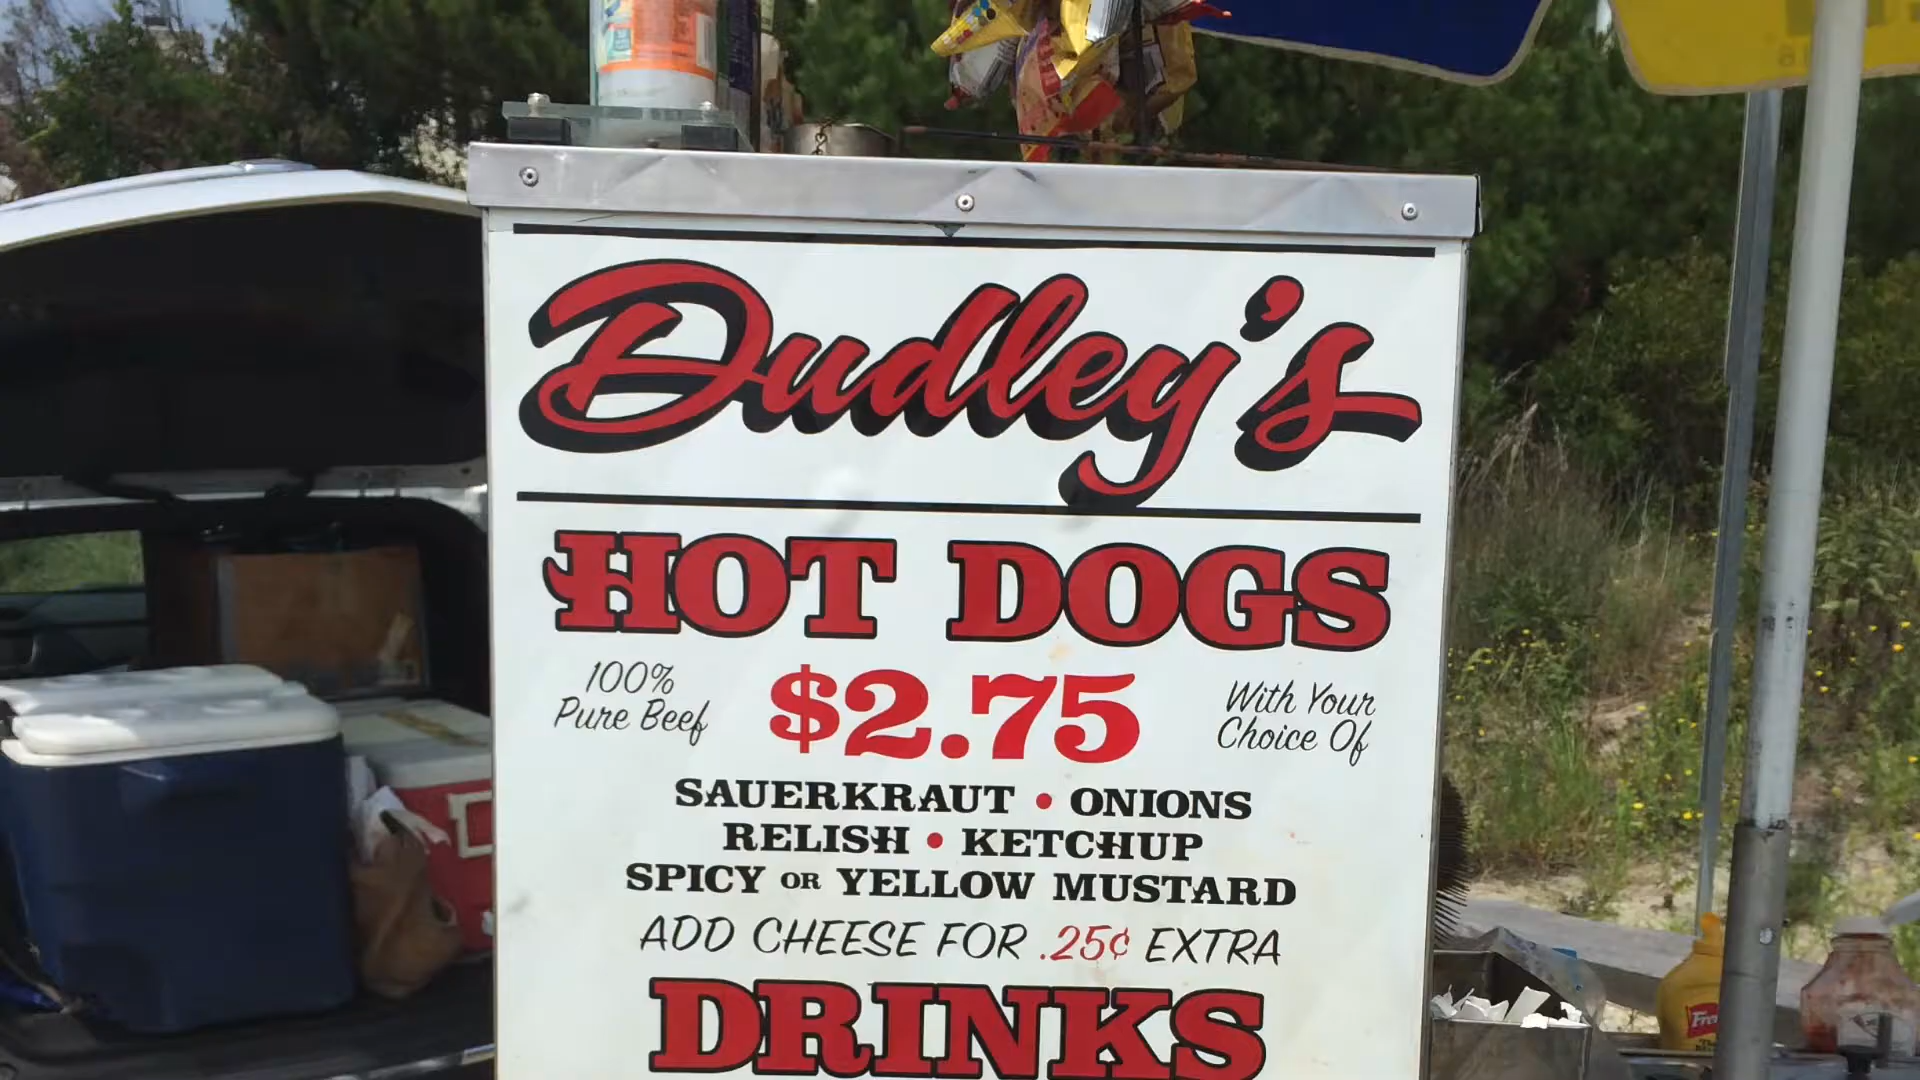 Dudley's
HOT DOGS
100%
Pure Beef
$2.75
With Your
Choice Of
SAUERKRAUT • ONIONS
RELISH • KETCHUP
SPICY OR YELLOW MUSTARD
ADD CHEESE FOR .25¢ EXTRA
DRINKS